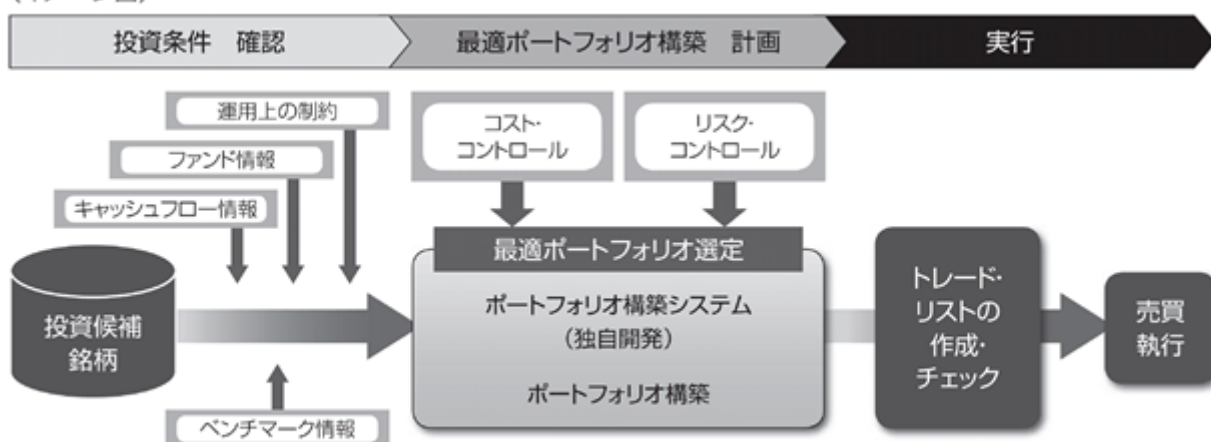 投資条件 確認
最適ポートフォリオ構築 計画
実行
運用上の制約
ファンド情報
キャッシュフロー情報
コスト・
コントロール
リスク・
コントロール
投資候補
銘柄
最適ポートフォリオ選定
ポートフォリオ構築システム
（独自開発）
ポートフォリオ構築
トレード・
リストの
作成・
チェック
売買
執行
ベンチマーク情報